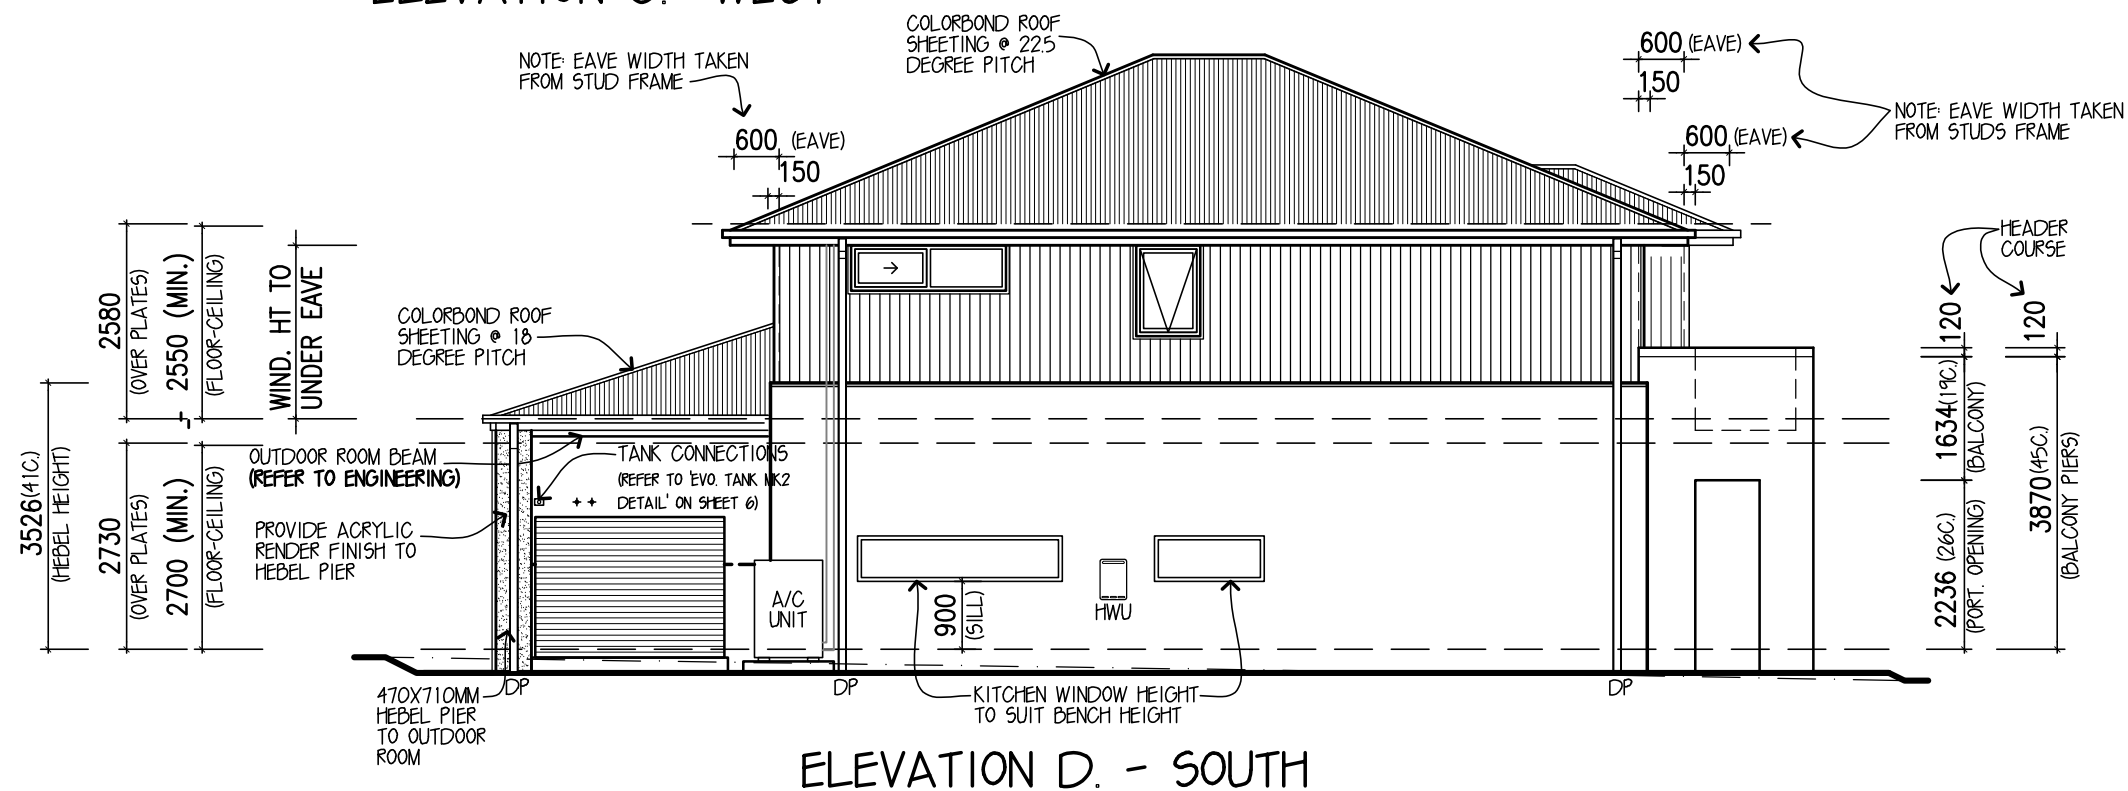 COLORBOND ROOF
SHEETING @ 22.5
DEGREE PITCH
NOTE: EAVE WIDTH TAKEN
FROM STUD FRAME
600 (EAVE)
150
600 (EAVE)
150
NOTE: EAVE WIDTH TAKEN
FROM STUDS FRAME
600 (EAVE)
150
HEADER
COURSE
2580
(OVER PLATES)
2550 (MIN.)
(FLOOR-CEILING)
WIND. HT TO
UNDER EAVE
COLORBOND ROOF
SHEETING @ 18
DEGREE PITCH
120
120
3526(41C.)
(HEBEL HEIGHT)
2730
(OVER PLATES)
2700 (MIN.)
(FLOOR-CEILING)
OUTDOOR ROOM BEAM
(REFER TO ENGINEERING)
TANK CONNECTIONS
(REFER TO 'EVO. TANK MK2
DETAIL' ON SHEET 6)
PROVIDE ACRYLIC
RENDER FINISH TO
HEBEL PIER
1634(19C.)
(BALCONY)
2236 (26C.)
(PORT. OPENING)
3870(45C.)
(BALCONY PIERS)
A/C
UNIT
900
(SILL)
HWU
DP
DP
DP
470X710MM
HEBEL PIER
TO OUTDOOR
ROOM
KITCHEN WINDOW HEIGHT
TO SUIT BENCH HEIGHT
ELEVATION D. - SOUTH